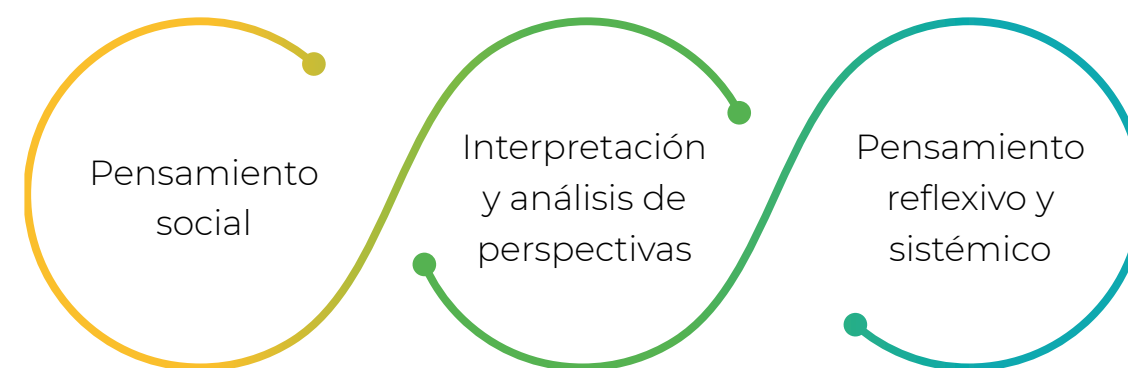 Pensamiento
social
Interpretación
y análisis de
perspectivas
Pensamiento
reflexivo y
sistémico